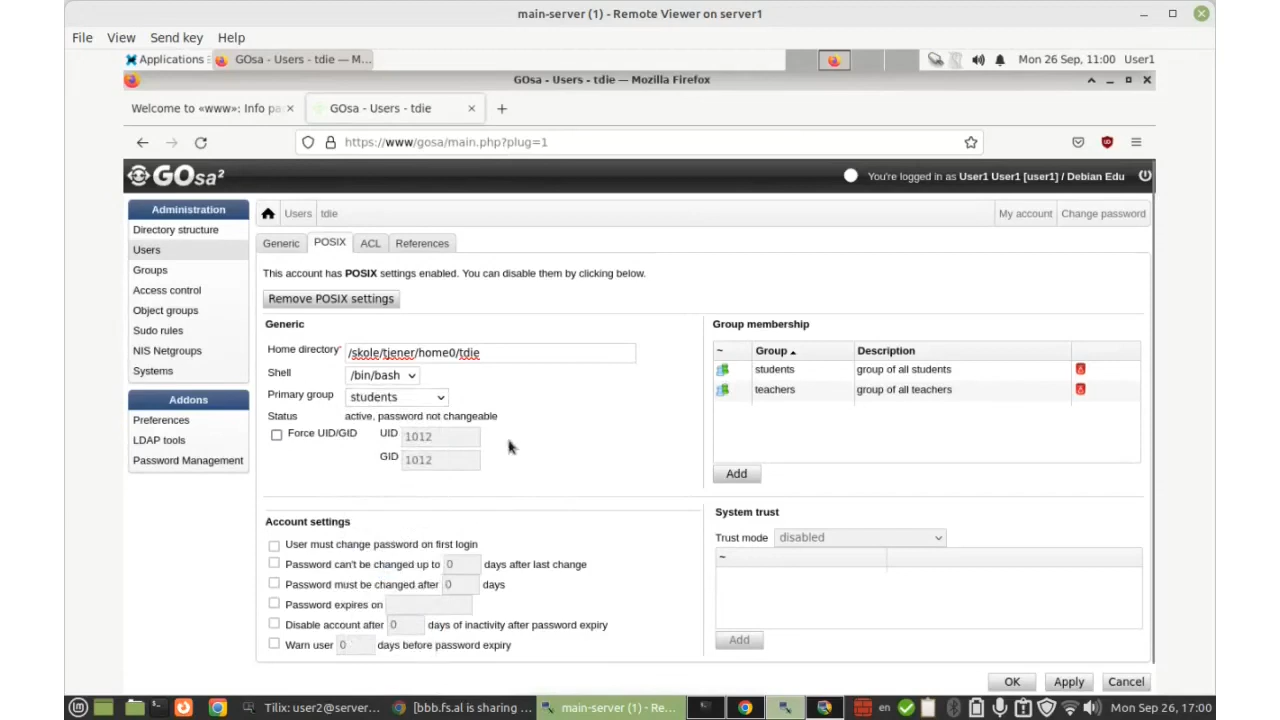 main-server (1) - Remote Viewer on server1
File View Send key Help
Applications GOsa - Users - tdie — M... Mon 26 Sep, 11:00 User1
GOsa - Users - tdie — Mozilla Firefox
Welcome to «www»: Info pa GOsa - Users - tdie
https://www/gosa/main.php?plug=1
GOsa² You're logged in as User1 User1 [user1] / Debian Edu
Administration
Directory structure
Users
Groups
Access control
Object groups
Sudo rules
NIS Netgroups
Systems
Addons
Preferences
LDAP tools
Password Management
Users tdie My account Change password
Generic POSIX ACL References
This account has POSIX settings enabled. You can disable them by clicking below.
Remove POSIX settings
Generic
Home directory* /skole/tjener/home0/tdie
Shell /bin/bash
Primary group students
Status active, password not changeable
Force UID/GID UID 1012
GID 1012
Group membership
~ Group Description
students group of all students
teachers group of all teachers
Add
Account settings
User must change password on first login
Password can't be changed up to 0 days after last change
Password must be changed after 0 days
Password expires on
Disable account after 0 days of inactivity after password expiry
Warn user 0 days before password expiry
System trust
Trust mode disabled
~
Add
OK Apply Cancel
Tilix: user2@server... [bbb.fs.al is sharing ... main-server (1) - Re... en Mon Sep 26, 17:00